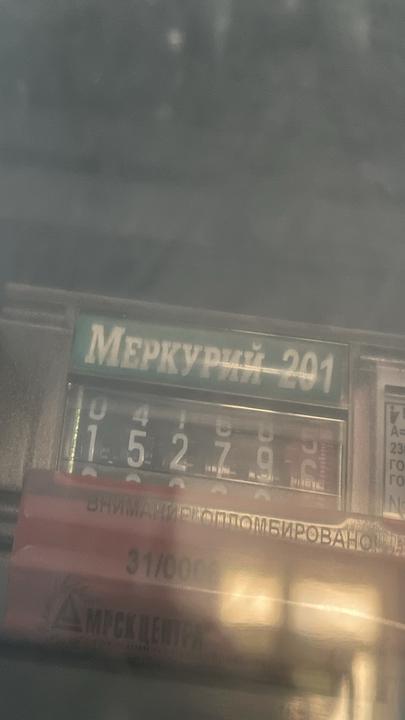 МЕРКУРИЙ 201
1 5 2 7 9
ВНИМАНИЕ! ОПЛОМБИРОВАНО
31/000
МРСК ЦЕНТРА